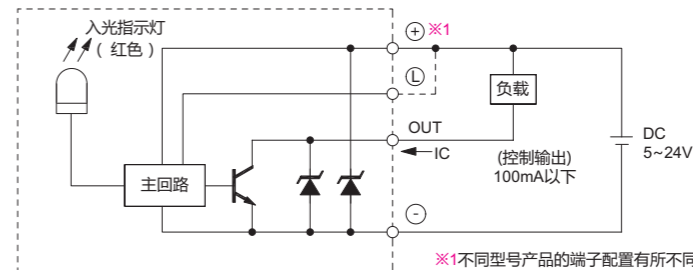 入光指示灯
（ 红色 ）
+ ※1
L
负载
OUT
IC
(控制输出)
100mA以下
DC
5~24V
主回路
-
※1不同型号产品的端子配置有所不同